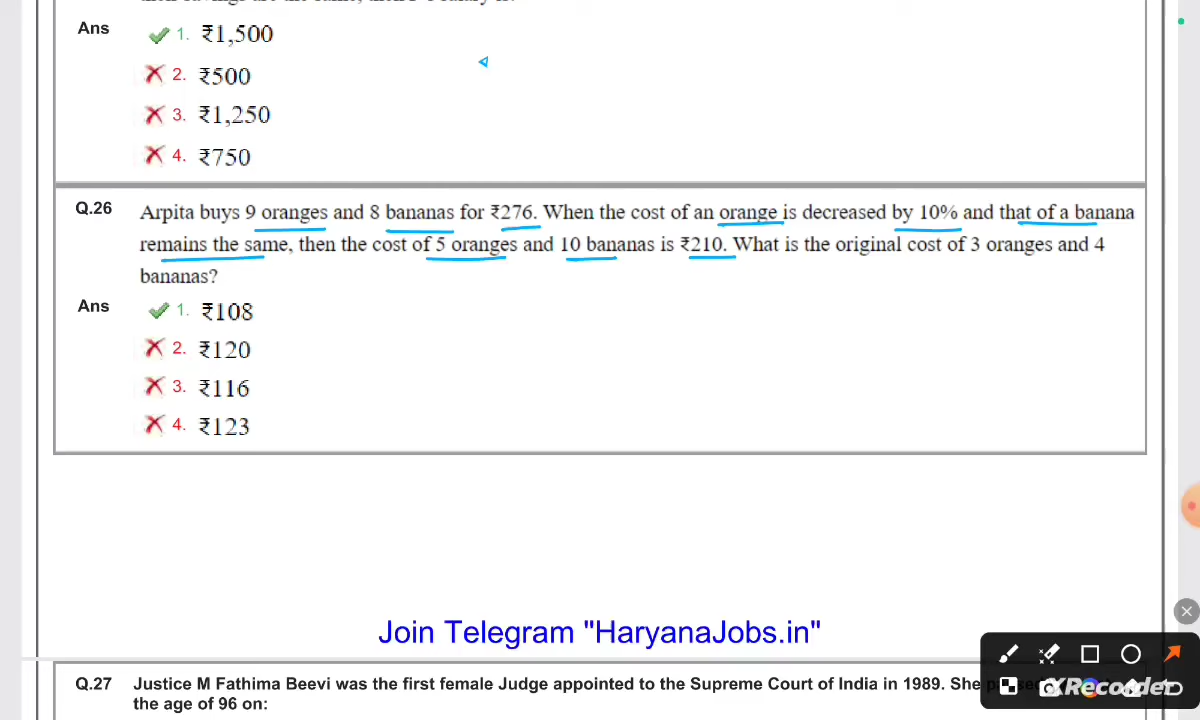 Ans
1. ₹1,500
2. ₹500
3. ₹1,250
4. ₹750
Q.26 Arpita buys 9 oranges and 8 bananas for ₹276. When the cost of an orange is decreased by 10% and that of a banana
remains the same, then the cost of 5 oranges and 10 bananas is ₹210. What is the original cost of 3 oranges and 4
bananas?
Ans
1. ₹108
2. ₹120
3. ₹116
4. ₹123
Join Telegram "HaryanaJobs.in"
Q.27 Justice M Fathima Beevi was the first female Judge appointed to the Supreme Court of India in 1989. She
the age of 96 on:
XRecorder